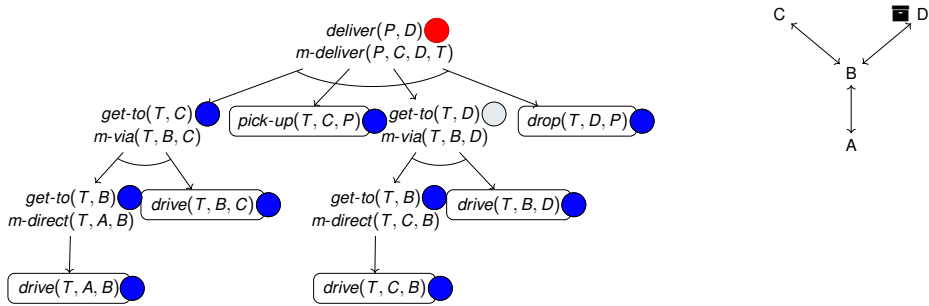 deliver(P, D)
m-deliver(P, C, D, T)
get-to(T, C)
m-via(T, B, C)
pick-up(T, C, P)
get-to(T, D)
m-via(T, B, D)
drop(T, D, P)
get-to(T, B)
m-direct(T, A, B)
drive(T, B, C)
get-to(T, B)
m-direct(T, C, B)
drive(T, B, D)
drive(T, A, B)
drive(T, C, B)
C
D
B
A